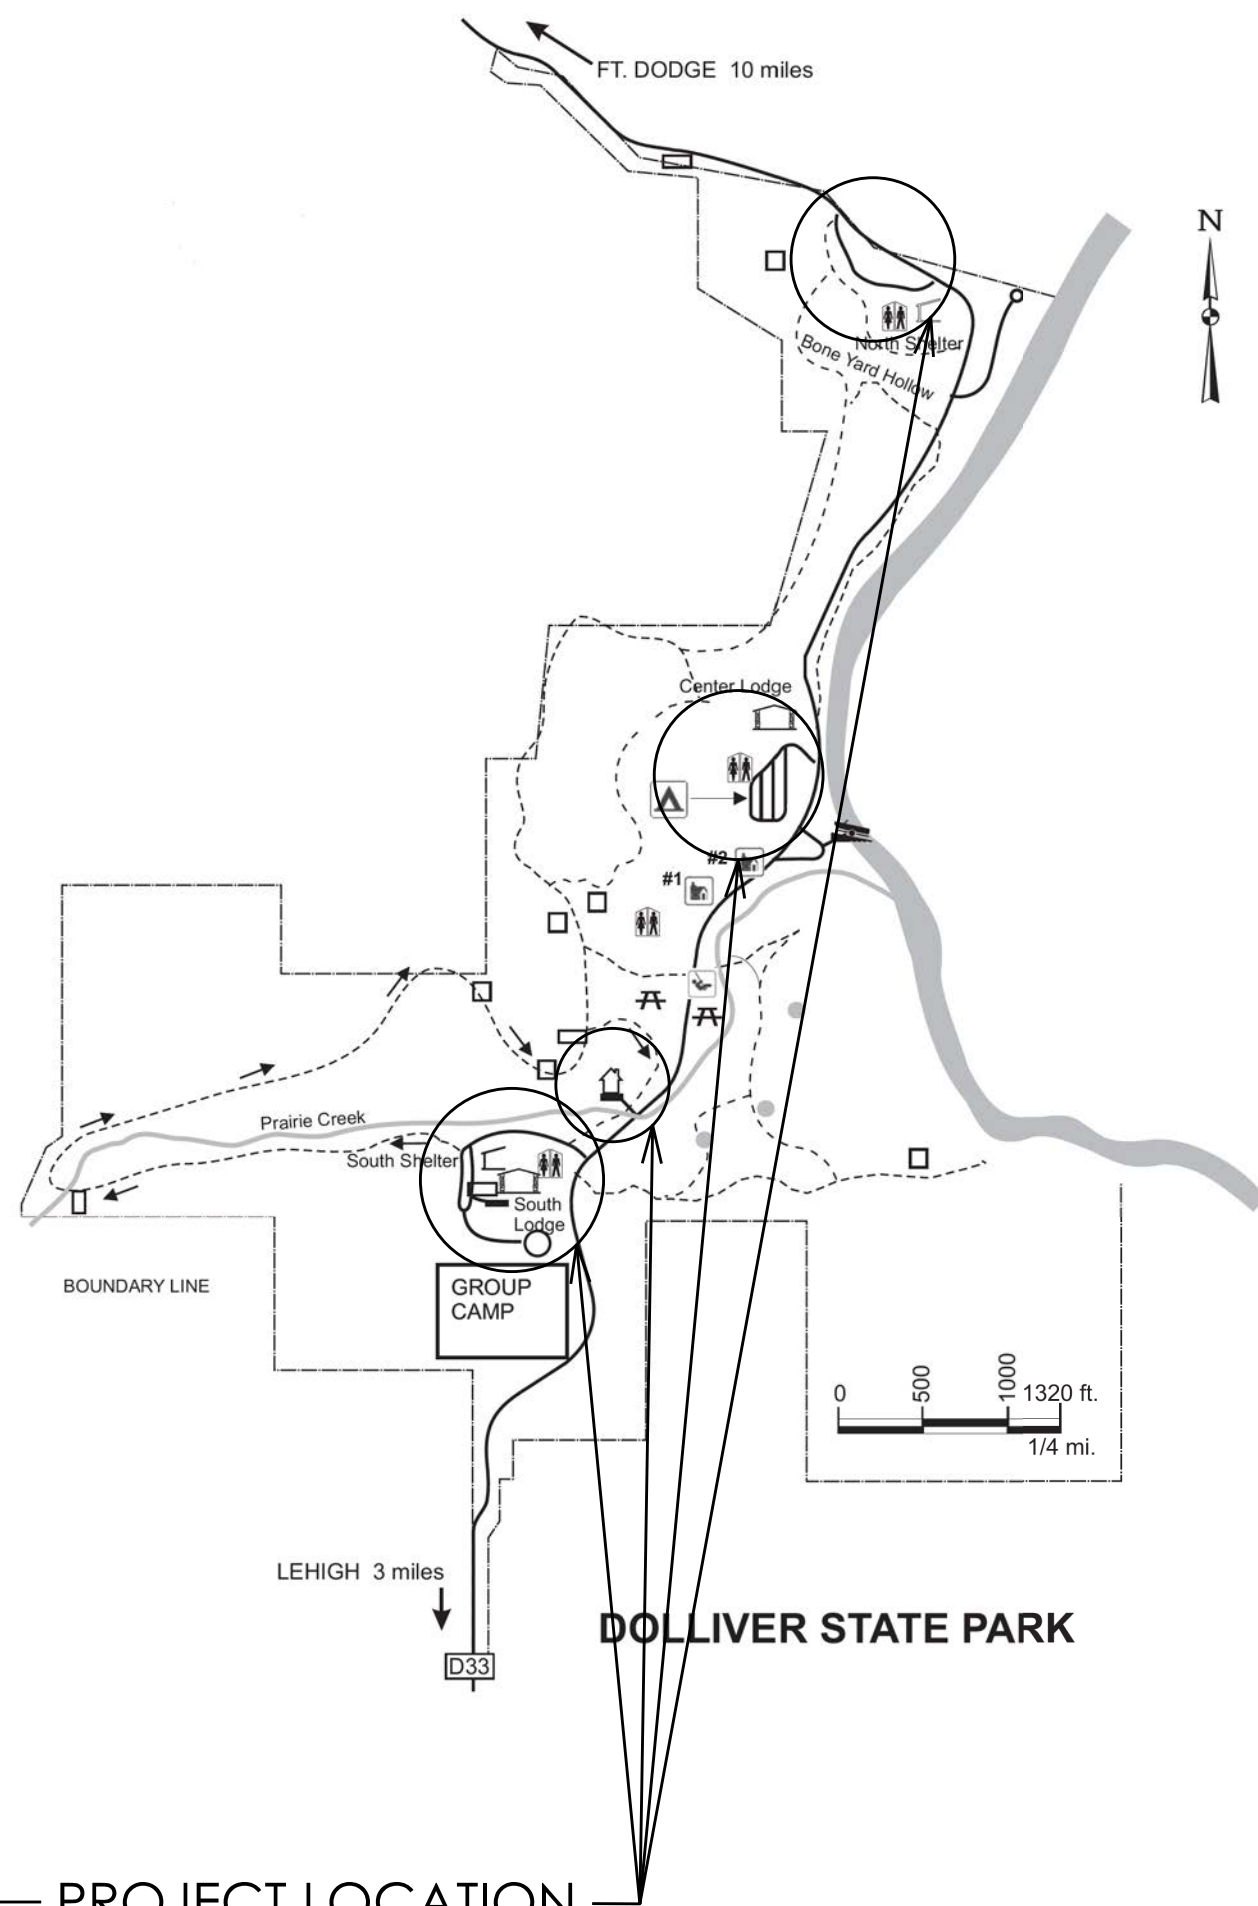 FT. DODGE 10 miles
N
North Shelter
Bone Yard Hollow
Center Lodge
#2
#1
Prairie Creek
South Shelter
South
Lodge
BOUNDARY LINE
GROUP
CAMP
0
500
1000
1320 ft.
1/4 mi.
LEHIGH 3 miles
DOLLIVER STATE PARK
D33
PROJECT LOCATION